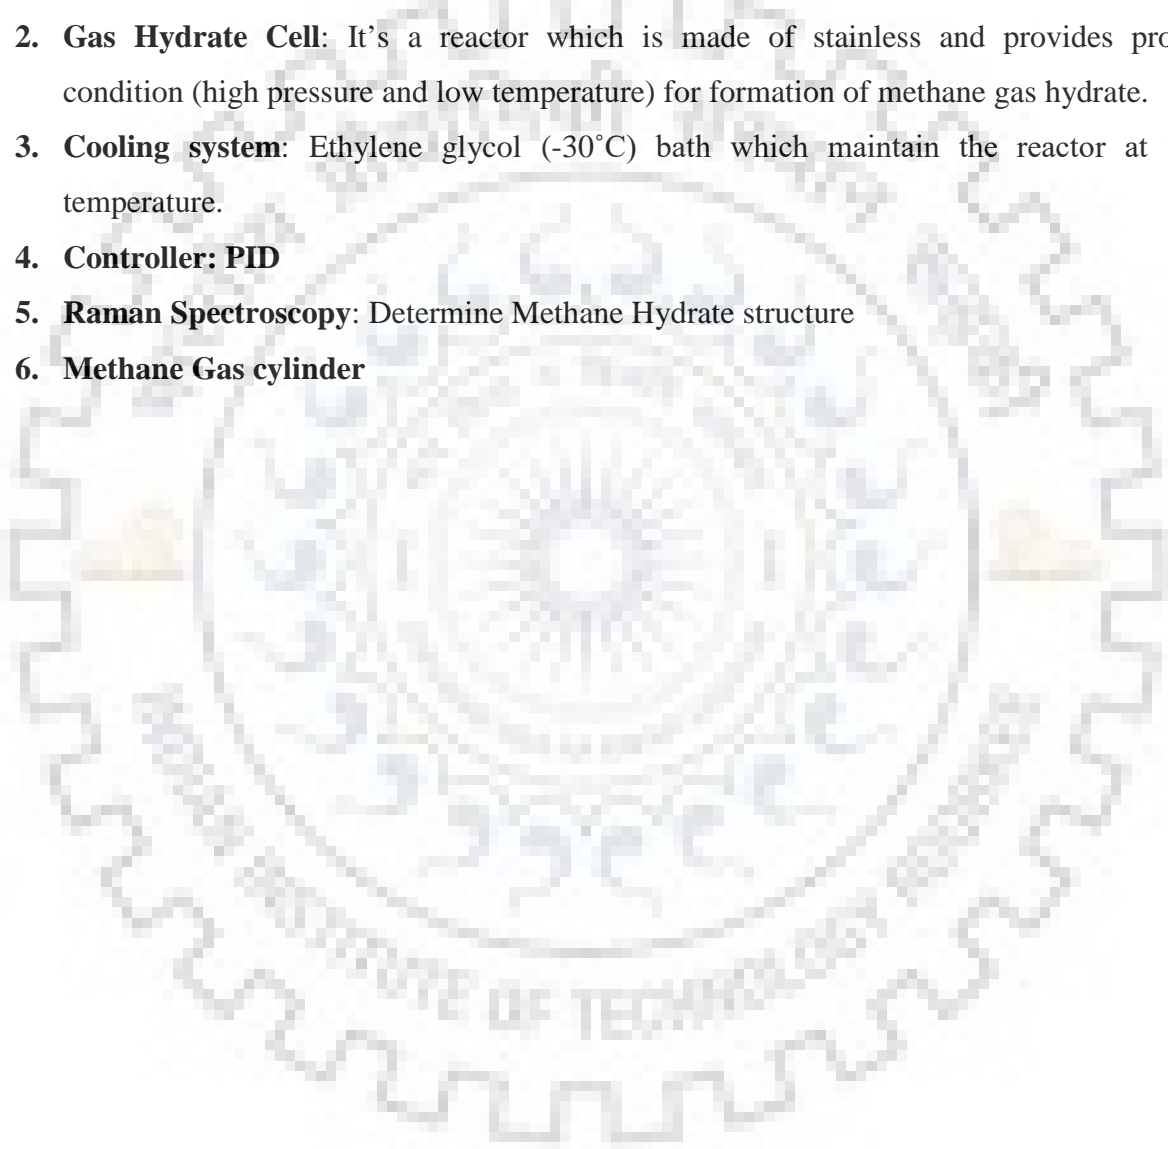 2. Gas Hydrate Cell: It's a reactor which is made of stainless and provides
condition (high pressure and low temperature) for formation of methane gas hydrate.
3. Cooling system: Ethylene glycol (-30˚C) bath which maintain the reactor at
temperature.
4. Controller: PID
5. Raman Spectroscopy: Determine Methane Hydrate structure
6. Methane Gas cylinder
INSTITUTE OF TECHNOLOGY